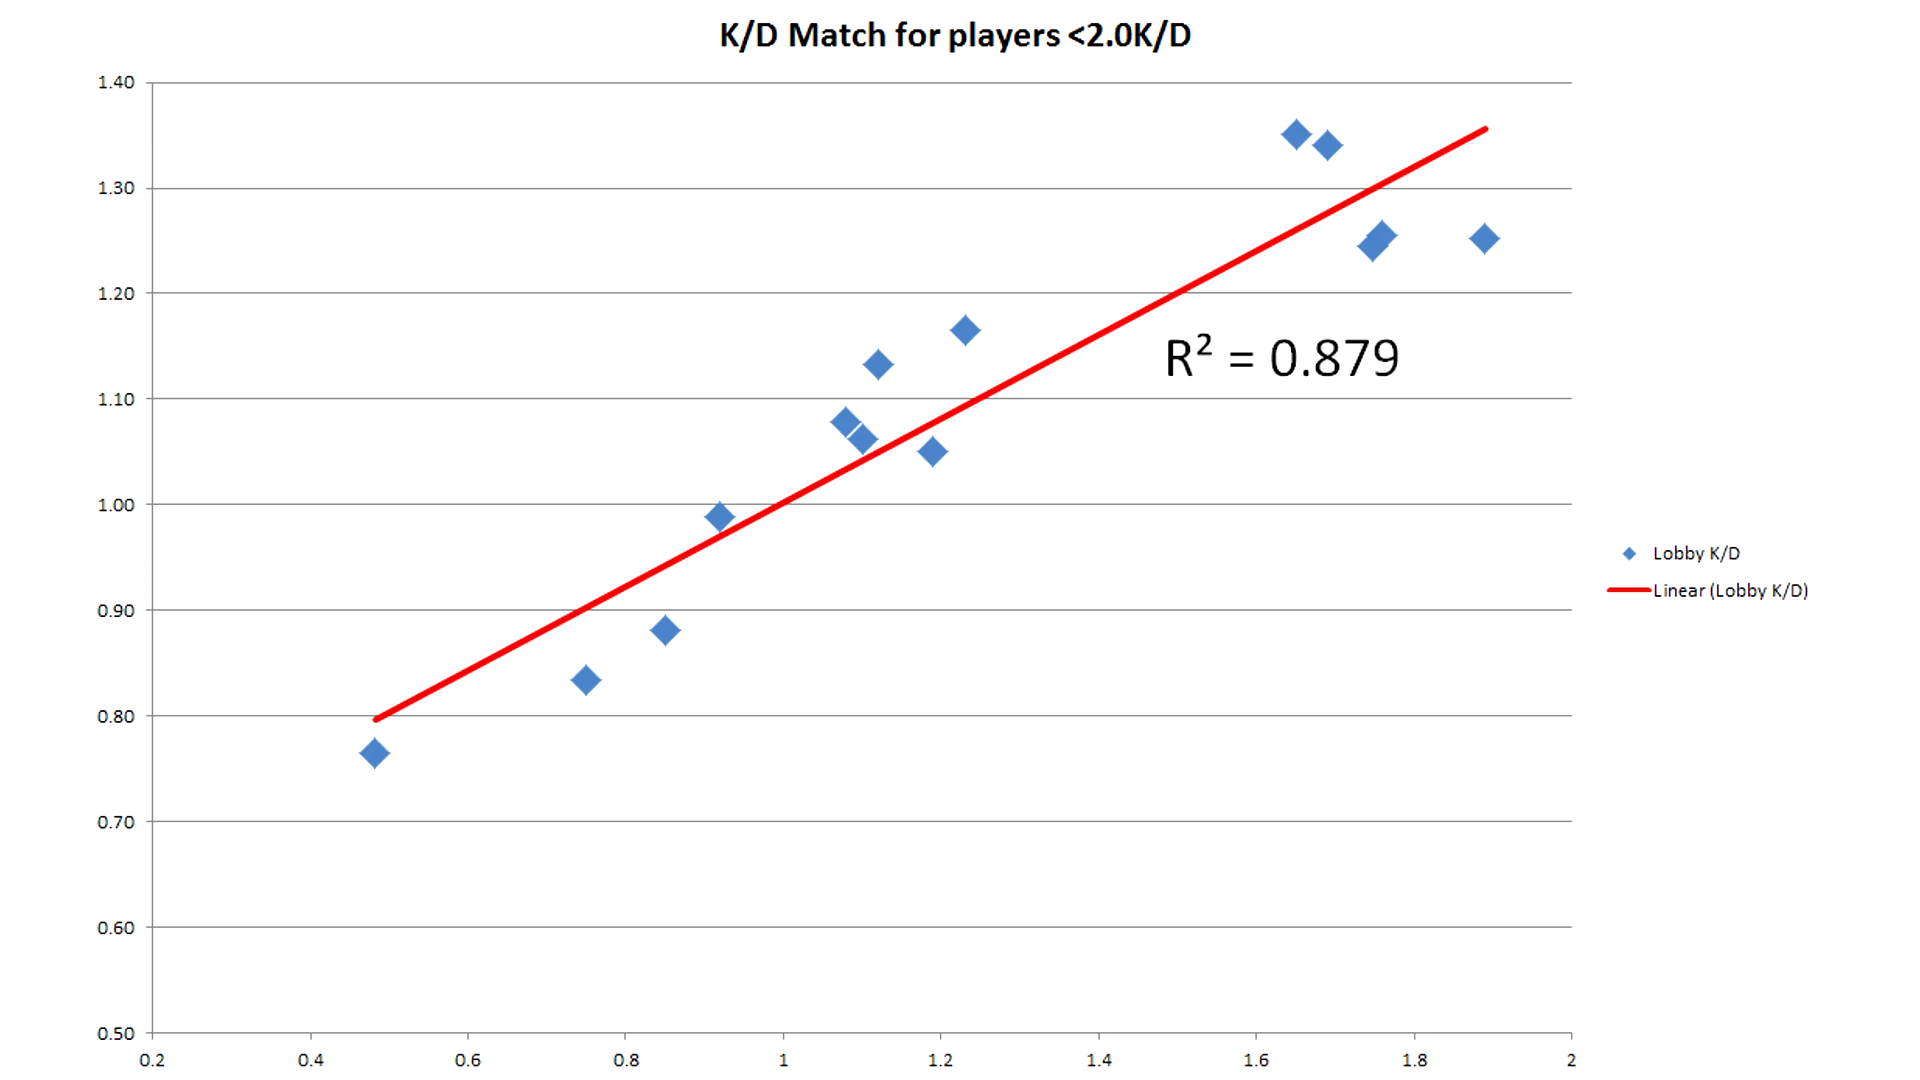 K/D Match for players <2.0K/D
1.40
1.30
1.20
1.10
1.00
0.90
0.80
0.70
0.60
0.50
R² = 0.879
Lobby K/D
Linear (Lobby K/D)
0.2 0.4 0.6 0.8 1 1.2 1.4 1.6 1.8 2